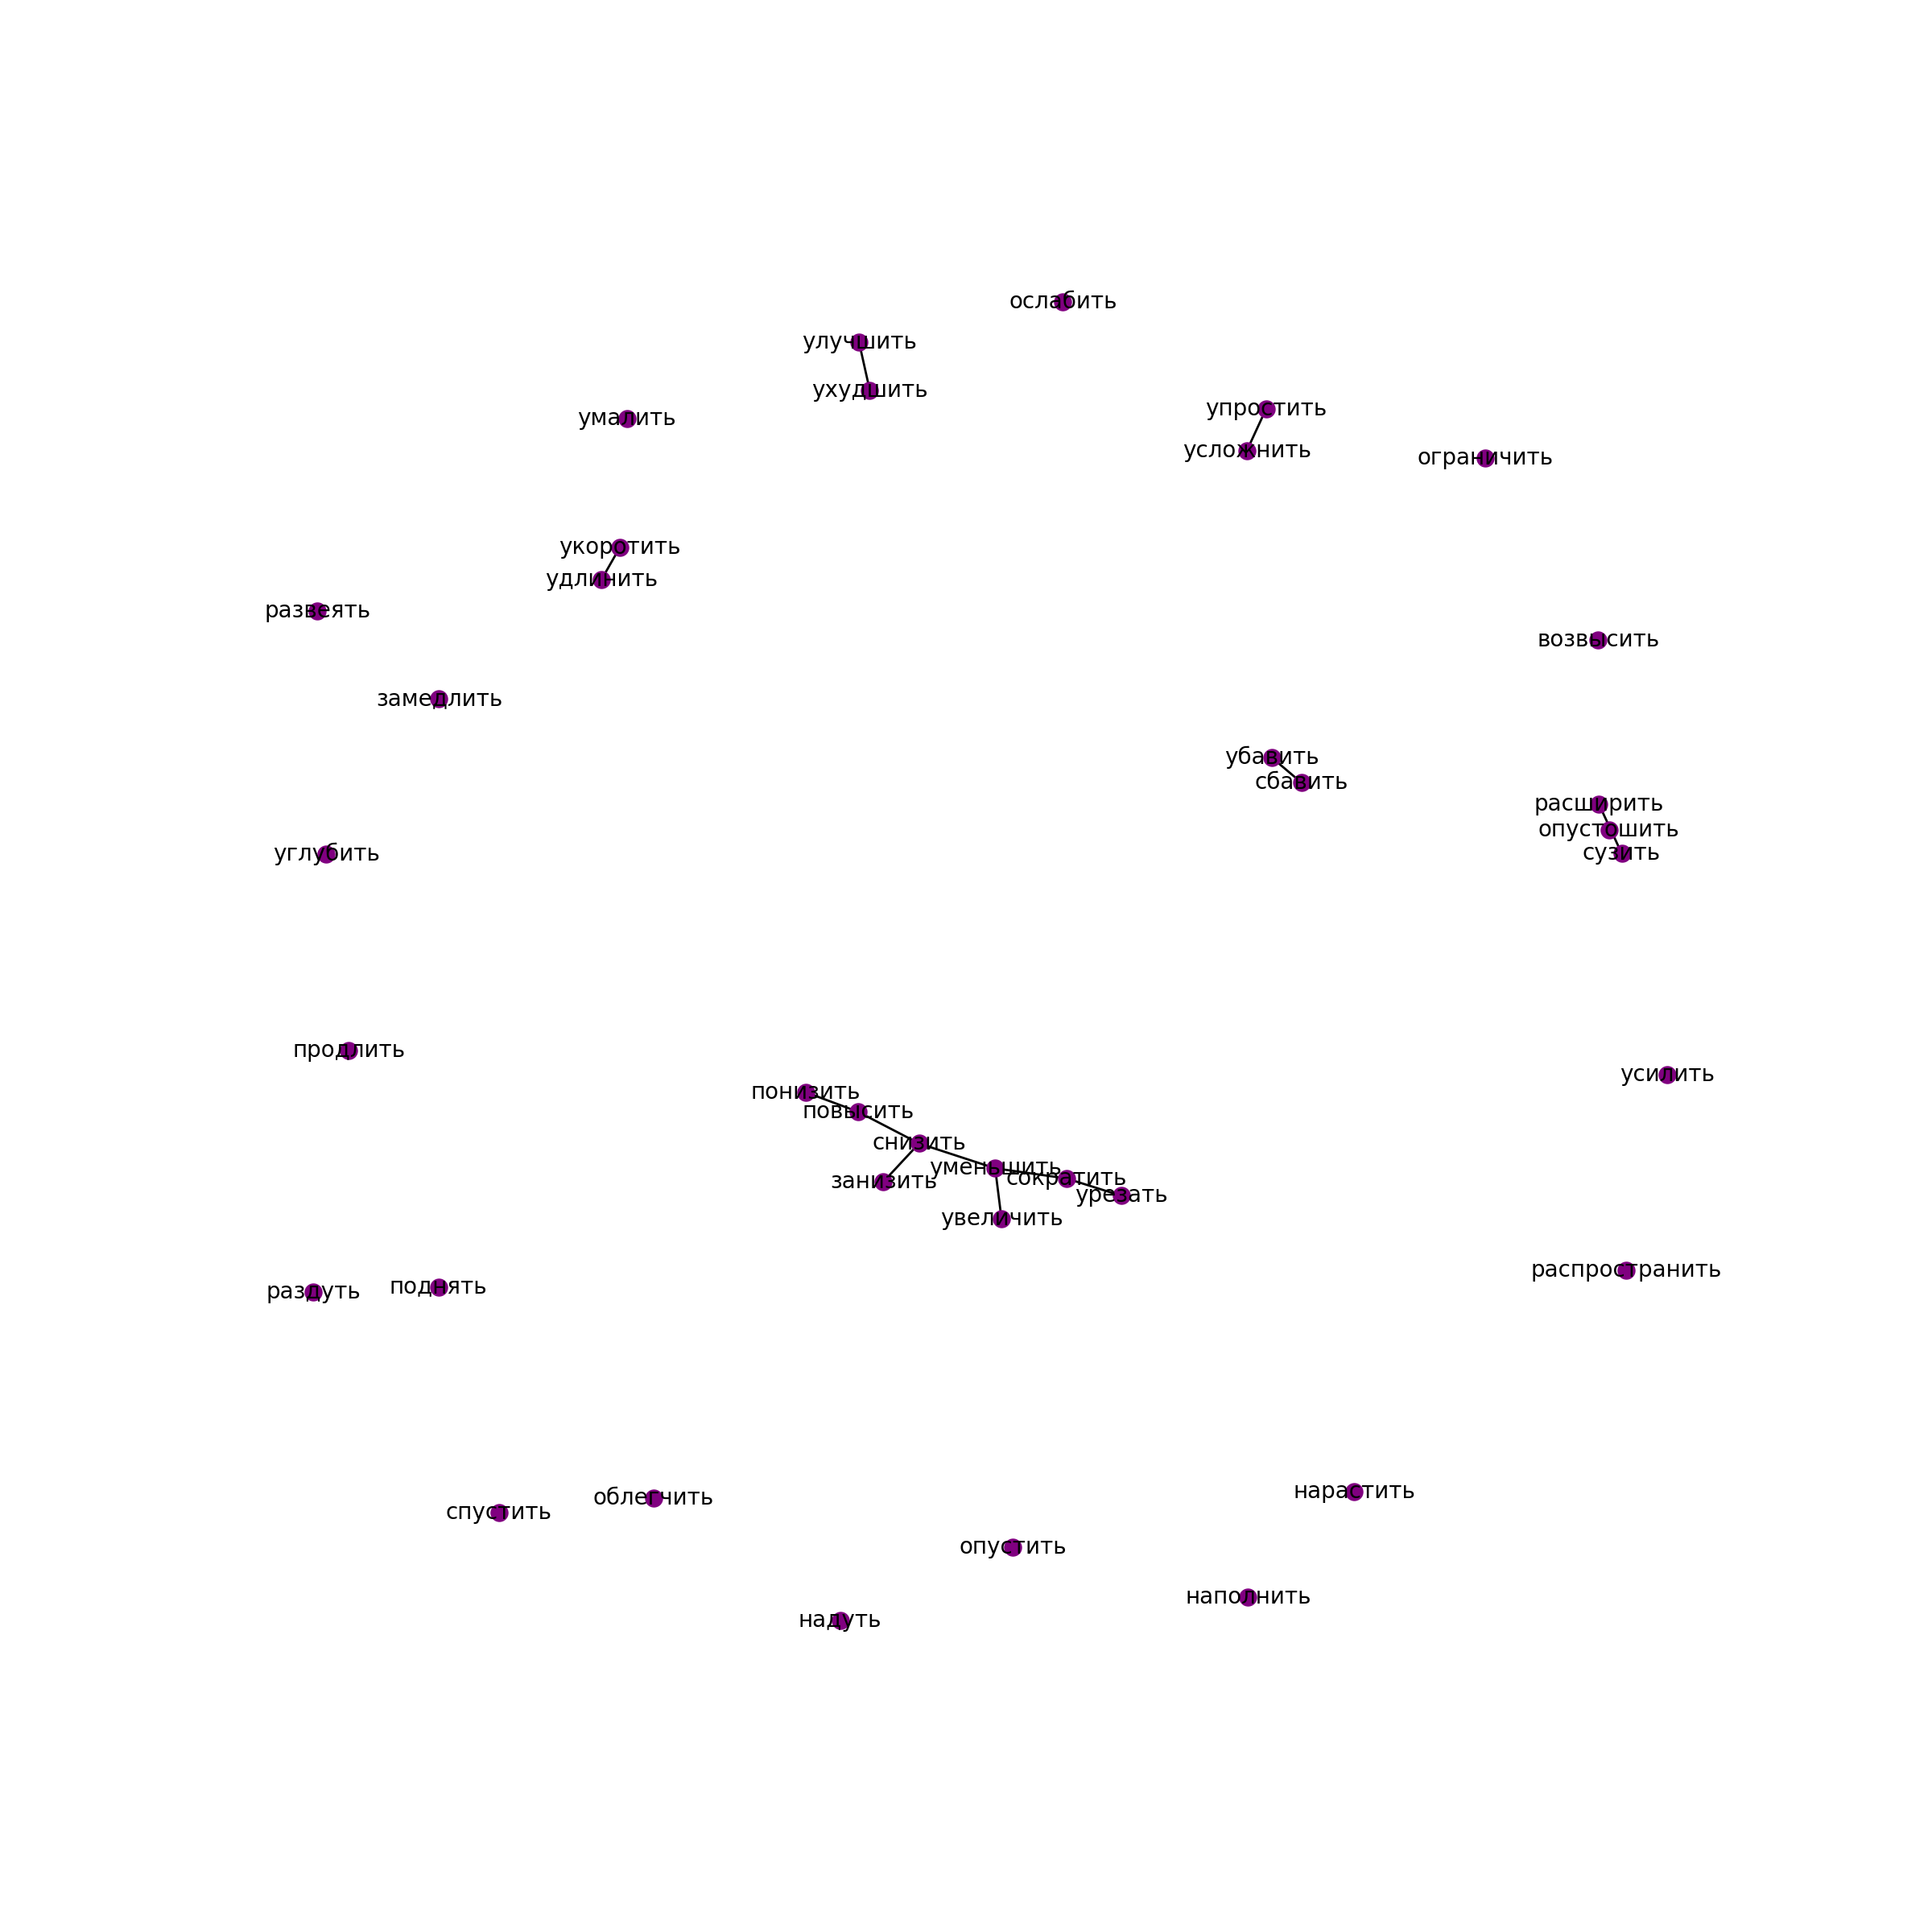 ослабить
улучшить
ухудшить
упростить
умалить
усложнить
ограничить
укоротить
удлинить
развеять
возвысить
замедлить
убавить
сбавить
расширить
опустошить
углубить
сузить
продлить
усилить
понизить
повысить
снизить
уменьшить
сократить
занизить
урезать
увеличить
распространить
поднять
раздуть
нарастить
облегчить
спустить
опустить
наполнить
надуть